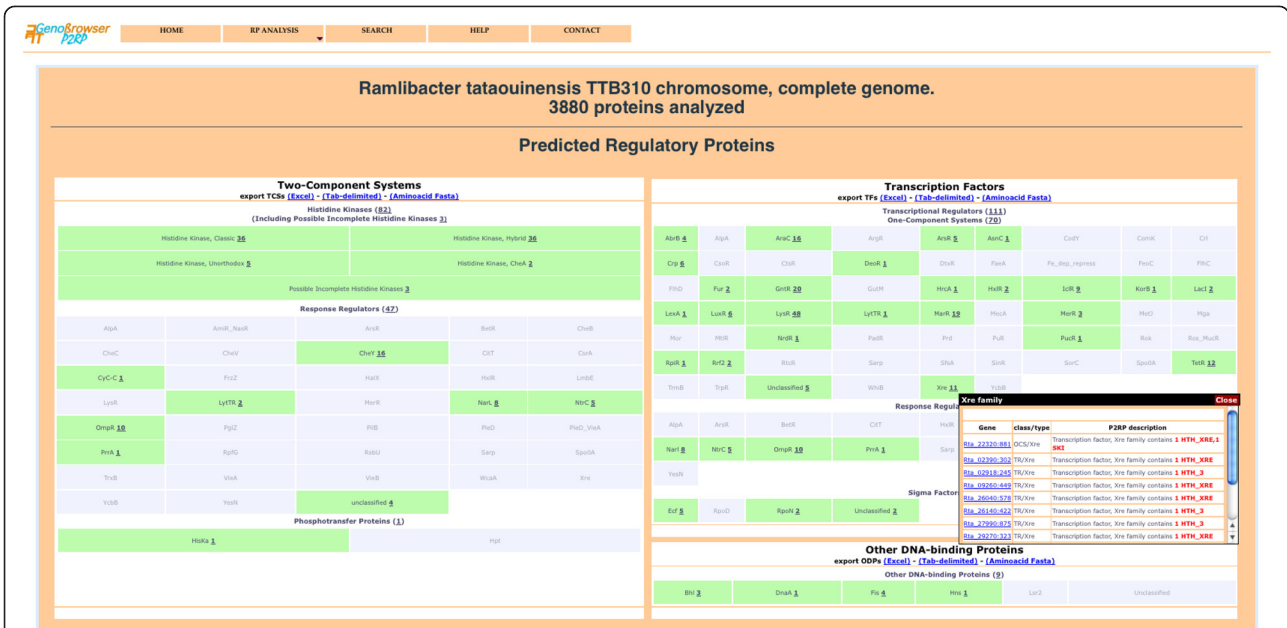 GenoBrowser
P2RP
HOME RP ANALYSIS SEARCH HELP CONTACT
Ramlibacter tataouinensis TTB310 chromosome, complete genome.
3880 proteins analyzed
Predicted Regulatory Proteins
Two-Component Systems
export TCSs (Excel) - (Tab-delimited) - (Aminoacid Fasta)
Histidine Kinases (82)
(Including Possible Incomplete Histidine Kinases 3)
Histidine Kinase, Classic 36 Histidine Kinase, Hybrid 36
Histidine Kinase, Unorthodox 5 Histidine Kinase, CheA 2
Possible Incomplete Histidine Kinases 3
Response Regulators (47)
AlpA AmiR_NasR ArsR BetR CheB
CheC CheV CheY 16 CitT CsrA
CyC-C 1 FrzZ HalX HxlR LmbE
LysR LytTR 2 MerR NarL 8 NtrC 5
OmpR 10 PglZ PilB PleD PleD_VieA
PrrA 1 RpfG RsbU Sarp SpoIIA
TrxB VieA VieB WcaA Xre
YcbB YesN unclassified 4
Phosphotransfer Proteins (1)
HisKa 1 Hpt
Transcription Factors
export TFs (Excel) - (Tab-delimited) - (Aminoacid Fasta)
Transcriptional Regulators (111)
One-Component Systems (70)
AbrB 4 AlpA AraC 16 ArgR ArsR 5 AsnC 1 CodY ComK Crl
Crp 6 CsoR CtsR DeoR 1 DtxR FaeA Fe_dep_repress FeoC FlhC
FlhD Fur 2 GntR 20 GutM HrcA 1 HxlR 2 IclR 9 KorB 1 LacI 2
LexA 1 LuxR 6 LysR 48 LytTR 1 MarR 19 MecA MerR 3 MetJ Mga
Mor MtlR NrdR 1 PadR Prd PuR PucR 1 Rok Ros_MucR
RpiR 1 Rrf2 2 RtcR Sarp SfsA SinR SorC Spo0A TetR 12
TrmB TrpR Unclassified 5 WhiB Xre 11 YcbB
Response Regula
AlpA ArsR BetR CitT HxlR
Narl 8 NtrC 5 OmpR 10 PrrA 1 Sarp
YesN
Sigma Factors
Ecf 5 RpoD RpoN 2 Unclassified 2
Xre family Close
Gene class/type P2RP description
Rta_22320:881 OCS/Xre Transcription factor, Xre family contains 1 HTH_XRE,1
SKI
Rta_02390:302 TR/Xre Transcription factor, Xre family contains 1 HTH_XRE
Rta_02918:245 TR/Xre Transcription factor, Xre family contains 1 HTH_3
Rta_09260:449 TR/Xre Transcription factor, Xre family contains 1 HTH_XRE
Rta_26040:578 TR/Xre Transcription factor, Xre family contains 1 HTH_XRE
Rta_26140:422 TR/Xre Transcription factor, Xre family contains 1 HTH_3
Rta_27990:875 TR/Xre Transcription factor, Xre family contains 1 HTH_3
Rta_29270:323 TR/Xre Transcription factor, Xre family contains 1 HTH_XRE
Other DNA-binding Proteins
export ODPs (Excel) - (Tab-delimited) - (Aminoacid Fasta)
Other DNA-binding Proteins (9)
Bhl 3 DnaA 1 Fis 4 Hns 1 Lsr2 Unclassified